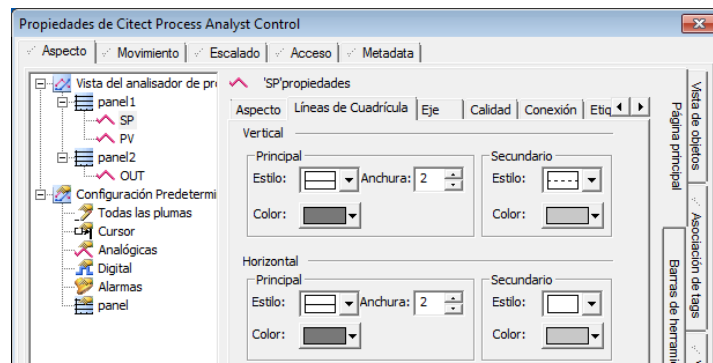 Propiedades de Citect Process Analyst Control
Aspecto Movimiento Escalado Acceso Metadata
Vista del analisador de pr
panel1
SP
PV
panel2
OUT
Configuración Predetermi
Todas las plumas
Cursor
Analógicas
Digital
Alarmas
panel
'SP'propiedades
Aspecto Líneas de Cuadrícula Eje Calidad Conexión Etiq
Vertical
Principal
Estilo: Anchura: 2
Color:
Secundario
Estilo:
Color:
Horizontal
Principal
Estilo: Anchura: 2
Color:
Secundario
Estilo:
Color:
Página principal
Barras de herrami
Vista de objetos
Asociación de tags